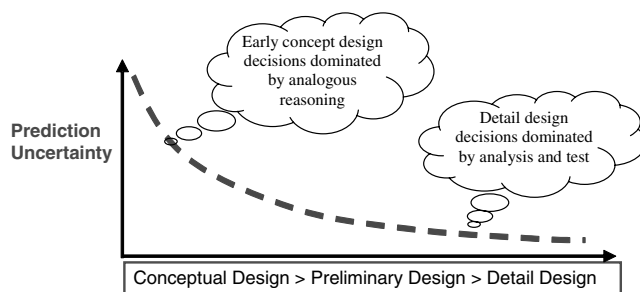 Early concept design
decisions dominated
by analogous
reasoning
Detail design
decisions dominated
by analysis and test
Prediction
Uncertainty
Conceptual Design > Preliminary Design > Detail Design